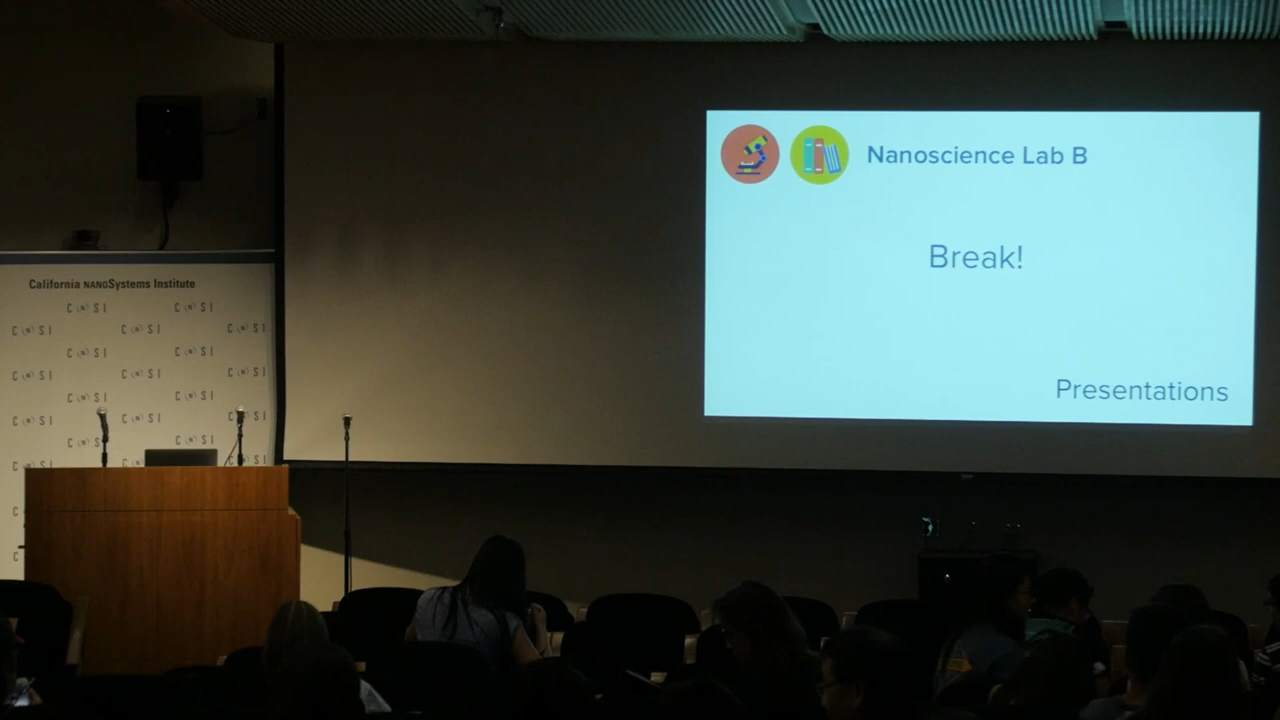 Nanoscience Lab B
Break!
Presentations
California NANOSystems Institute
C (N) S I C (N) S I
C (N) S I C (N) S I C (N) S I
C (N) S I C (N) S I
C (N) S I C (N) S I C (N) S I
C (N) S I C (N) S I
C (N) S I C (N) S I C (N) S I
C (N) S I C (N) S I